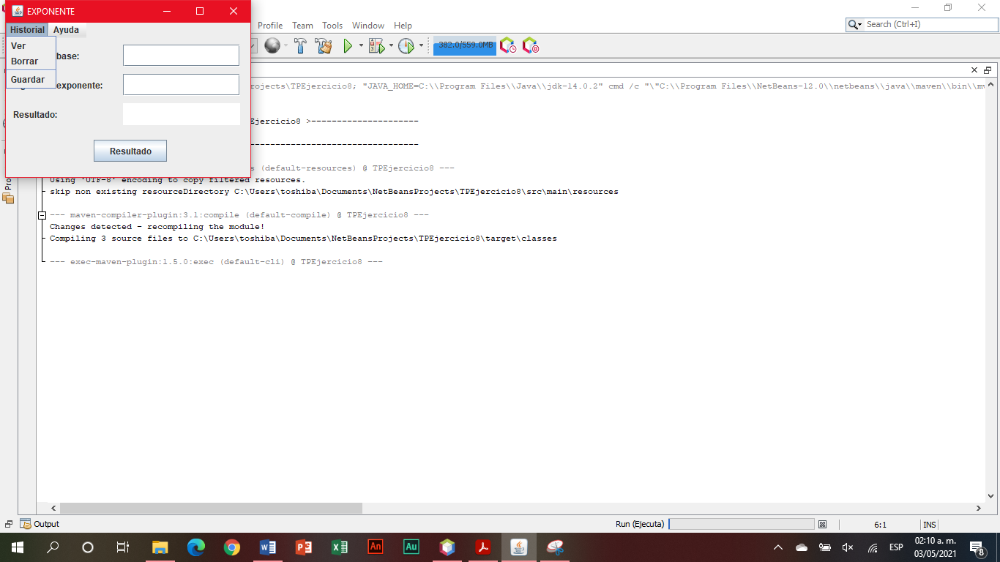 EXPONENTE
Historial Ayuda
Ver
Borrar
Guardar
base:
exponente:
Resultado:
Resultado
Profile Team Tools Window Help
Search (Ctrl+I)
382.0/559.0MB
rojects\TPEjercicio8; "JAVA_HOME=C:\\Program Files\\Java\\jdk-14.0.2" cmd /c "\"C:\\Program Files\\NetBeans-12.0\\netbeans\\java\\maven\\bin\\mv
Ejercicio8 >---------------------
s (default-resources) @ TPEjercicio8 ---
Using 'UTF-8' encoding to copy filtered resources.
skip non existing resourceDirectory C:\Users\toshiba\Documents\NetBeansProjects\TPEjercicio8\src\main\resources
--- maven-compiler-plugin:3.1:compile (default-compile) @ TPEjercicio8 ---
Changes detected - recompiling the module!
Compiling 3 source files to C:\Users\toshiba\Documents\NetBeansProjects\TPEjercicio8\target\classes
--- exec-maven-plugin:1.5.0:exec (default-cli) @ TPEjercicio8 ---
Pro
Output
Run (Ejecuta)
6:1
INS
ESP
02:10 a. m.
03/05/2021
8